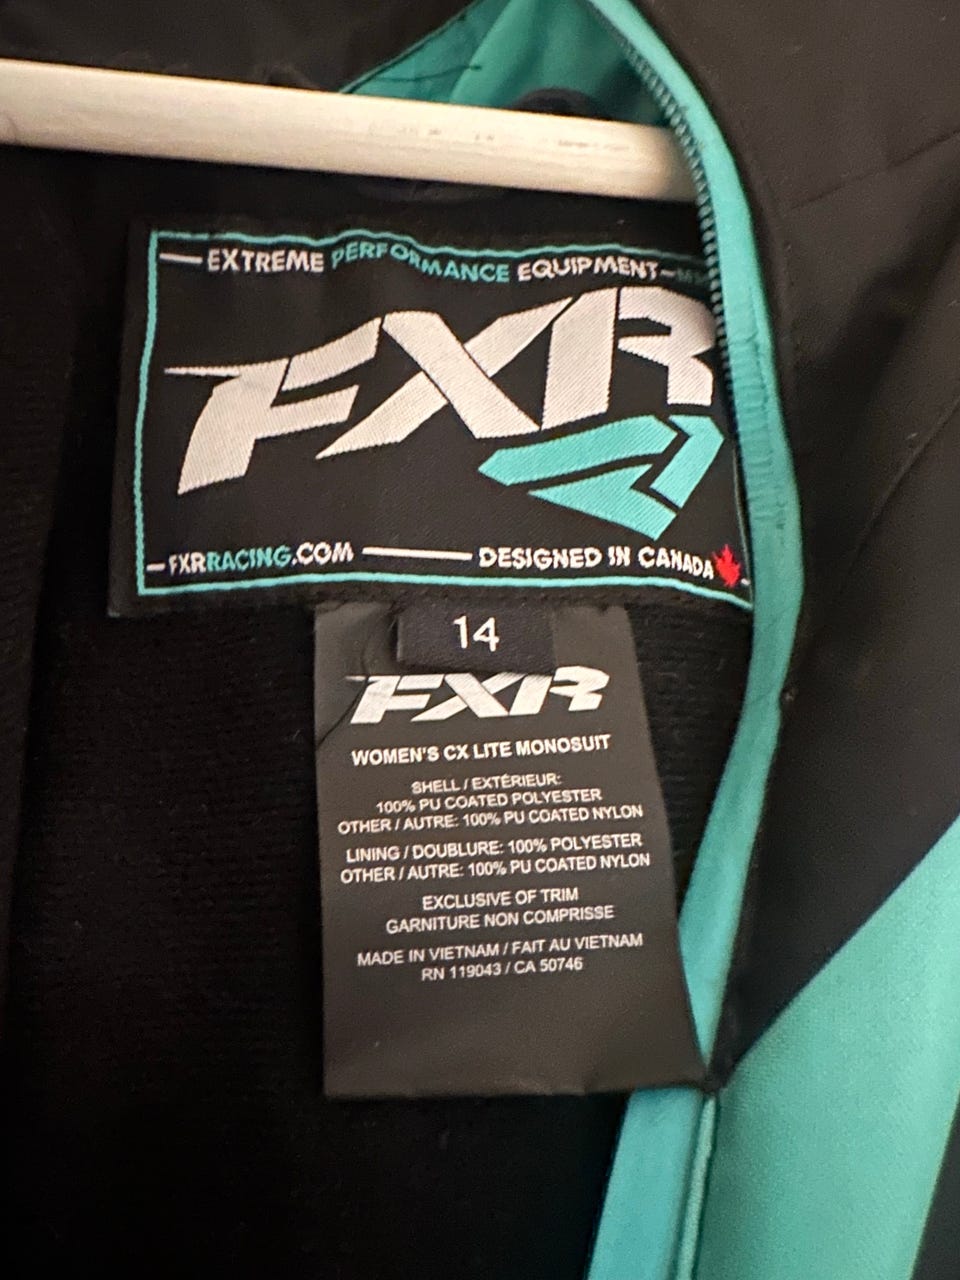 EXTREME PERFORMANCE EQUIPMENT
FXR
FXRRACING.COM
DESIGNED IN CANADA
14
FXR
WOMEN'S CX LITE MONOSUIT
SHELL / EXTÉRIEUR:
100% PU COATED POLYESTER
OTHER / AUTRE: 100% PU COATED NYLON
LINING / DOUBLURE: 100% POLYESTER
OTHER / AUTRE: 100% PU COATED NYLON
EXCLUSIVE OF TRIM
GARNITURE NON COMPRISSE
MADE IN VIETNAM / FAIT AU VIETNAM
RN 119043 / CA 50746